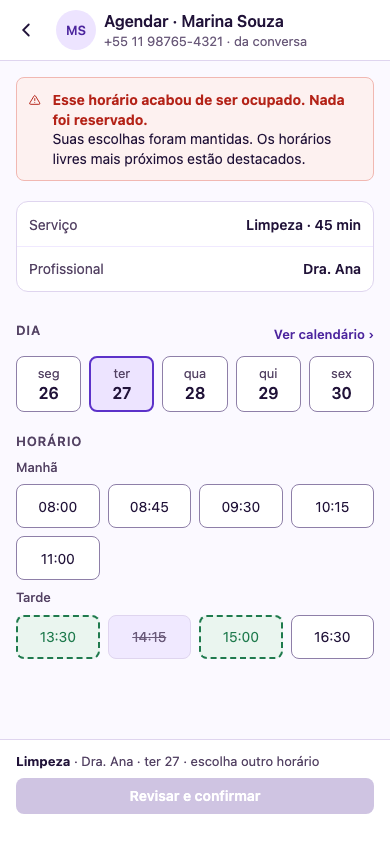 MS
Agendar · Marina Souza
+55 11 98765-4321 · da conversa
Esse horário acabou de ser ocupado. Nada
foi reservado.
Suas escolhas foram mantidas. Os horários
livres mais próximos estão destacados.
Serviço Limpeza · 45 min
Profissional Dra. Ana
DIA Ver calendário ›
seg ter qua qui sex
26 27 28 29 30
HORÁRIO
Manhã
08:00 08:45 09:30 10:15
11:00
Tarde
13:30 14:15 15:00 16:30
Limpeza · Dra. Ana · ter 27 · escolha outro horário
Revisar e confirmar